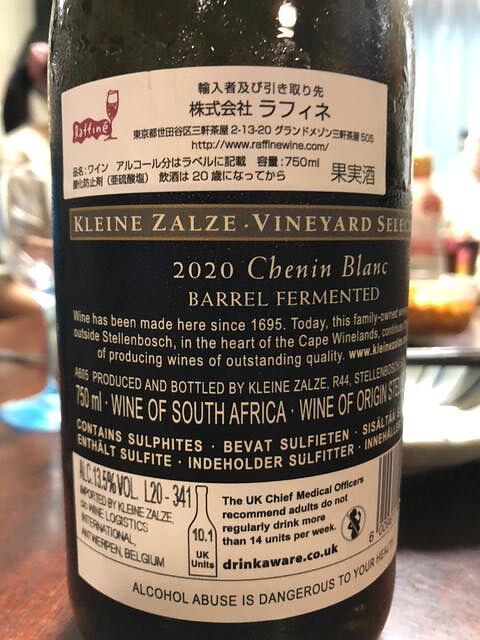 Raffiné
輸入者及び引き取り先
株式会社 ラフィネ
東京都世田谷区三軒茶屋 2-13-20 グランドメゾン三軒茶屋 505
http://www.raffinewine.com/
品名:ワイン アルコール分はラベルに記載 容量:750ml
酸化防止剤(亜硫酸塩) 飲酒は20歳になってから 果実酒
KLEINE ZALZE · VINEYARD SELEC
2020 Chenin Blanc
BARREL FERMENTED
Wine has been made here since 1695. Today, this family-owned
outside Stellenbosch, in the heart of the Cape Winelands,
of producing wines of outstanding quality. www.kleinezalze
A605 PRODUCED AND BOTTLED BY KLEINE ZALZE, R44, STELLENBOSCH
750 ml · WINE OF SOUTH AFRICA · WINE OF ORIGIN STE
CONTAINS SULPHITES · BEVAT SULFIETEN · SISÄLTÄÄ
ENTHÄLT SULFITE · INDEHOLDER SULFITTER · INNEHÅLLER
ALC.13.5%VOL. L20-341
IMPORTED BY KLEINE ZALZE,
c/o WINE LOGISTICS
INTERNATIONAL,
ANTWERPEN, BELGIUM
10.1
UK
Units
The UK Chief Medical Officers
recommend adults do not
regularly drink more
than 14 units per week.
drinkaware.co.uk
ALCOHOL ABUSE IS DANGEROUS TO YOUR HEALTH